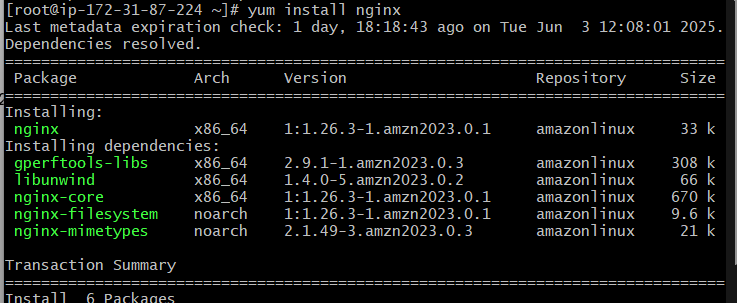 [root@ip-172-31-87-224 ~]# yum install nginx
Last metadata expiration check: 1 day, 18:18:43 ago on Tue Jun  3 12:08:01 2025.
Dependencies resolved.
================================================================================
 Package             Arch      Version                     Repository      Size
================================================================================
Installing:
 nginx               x86_64    1:1.26.3-1.amzn2023.0.1     amazonlinux     33 k
Installing dependencies:
 gperftools-libs     x86_64    2.9.1-1.amzn2023.0.3        amazonlinux    308 k
 libunwind           x86_64    1.4.0-5.amzn2023.0.2        amazonlinux     66 k
 nginx-core          x86_64    1:1.26.3-1.amzn2023.0.1     amazonlinux    670 k
 nginx-filesystem    noarch    1:1.26.3-1.amzn2023.0.1     amazonlinux    9.6 k
 nginx-mimetypes     noarch    2.1.49-3.amzn2023.0.3       amazonlinux     21 k
Transaction Summary
================================================================================
Install  6 Packages